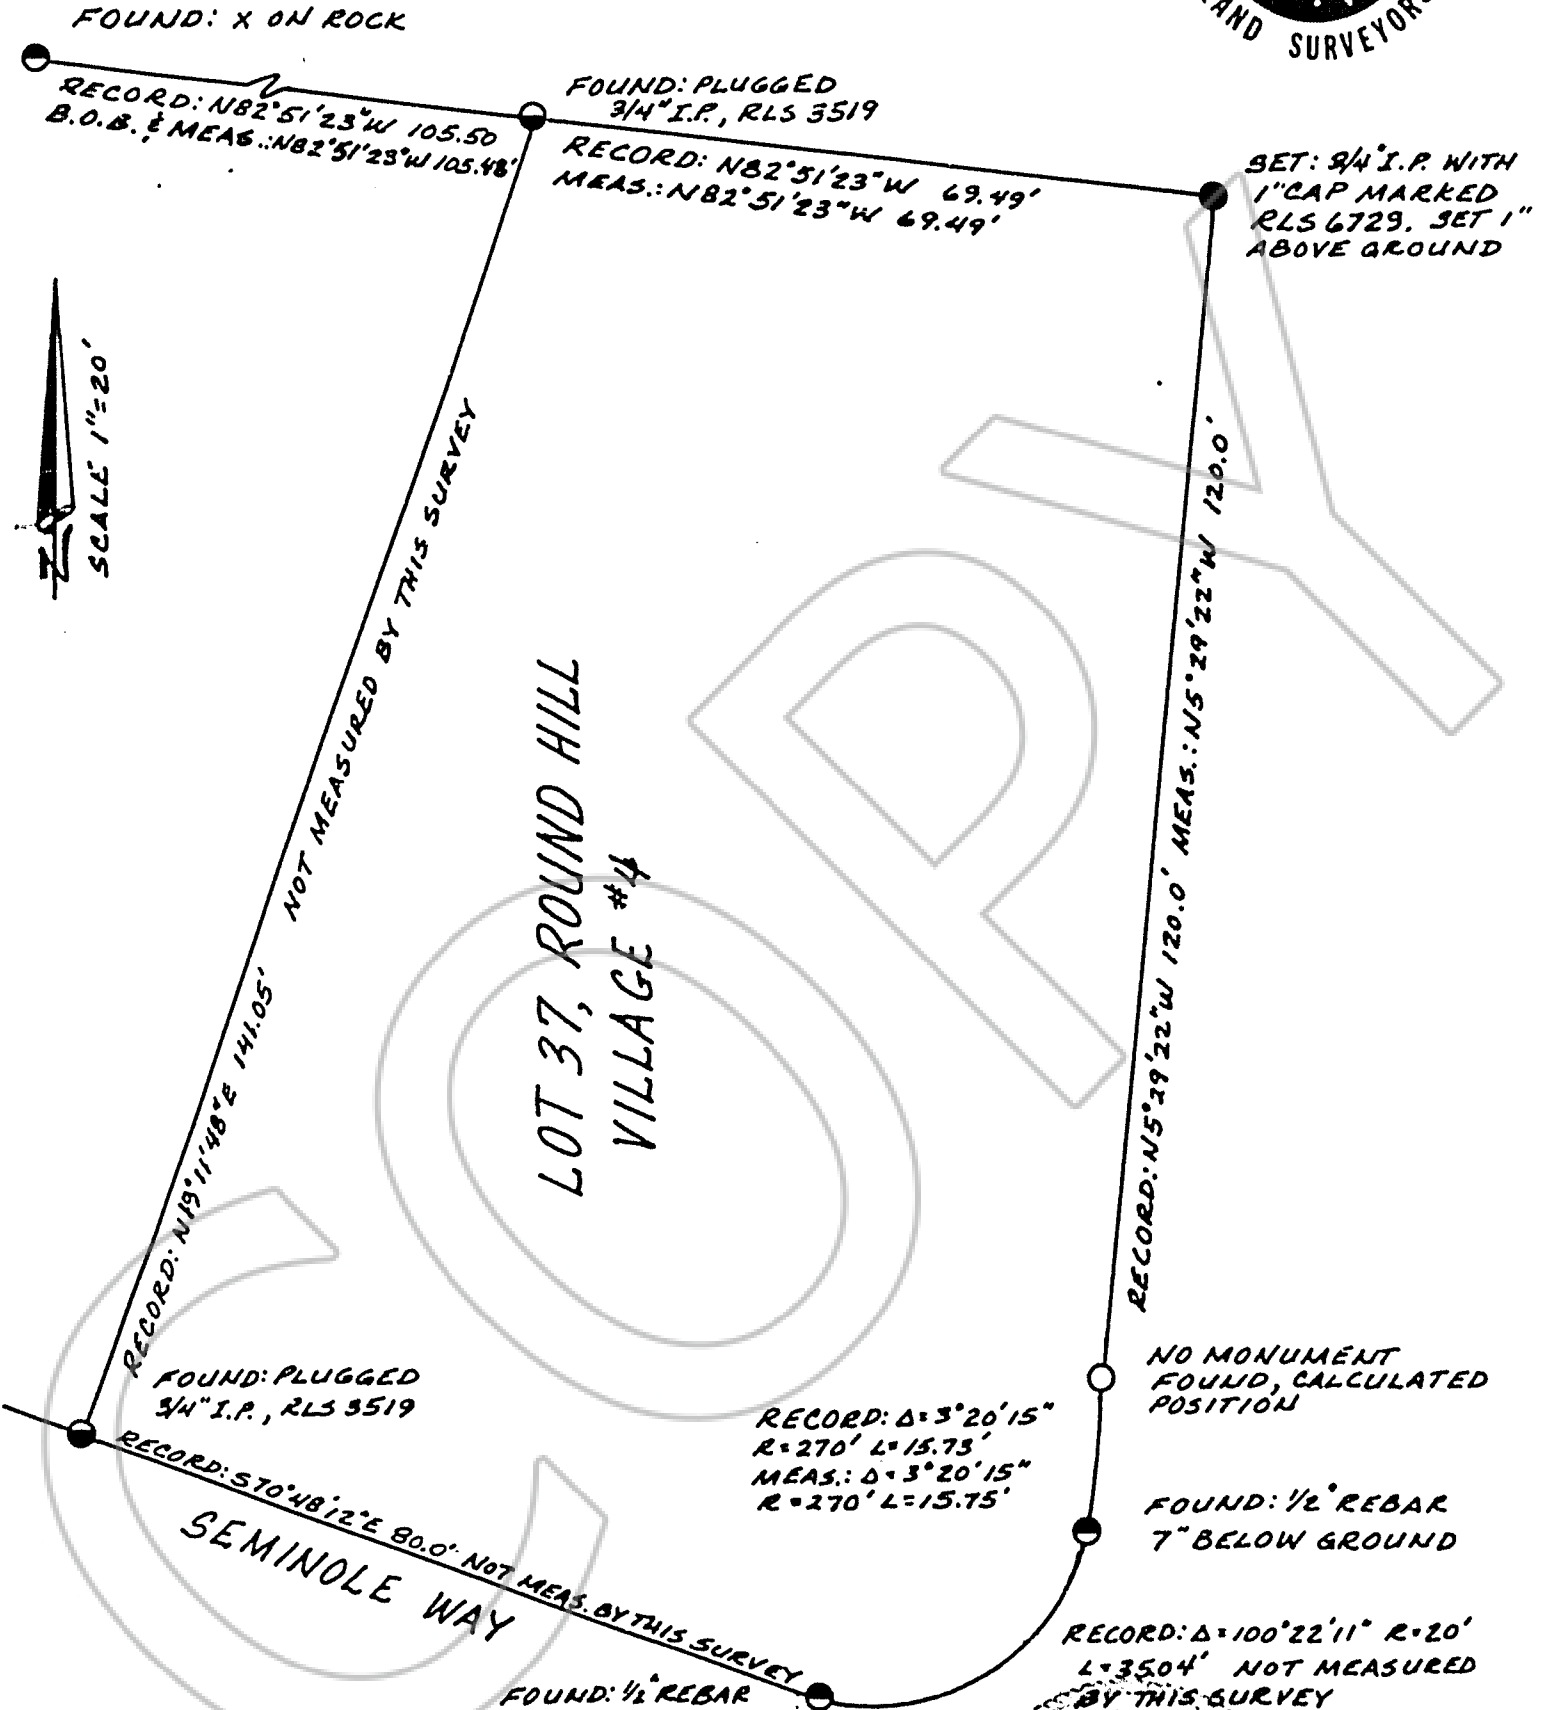 LAND SURVEYORS
FOUND: X ON ROCK
RECORD: N82°51'23"W 105.50
B.O.B. & MEAS.: N82°51'23"W 105.48'
FOUND: PLUGGED
3/4" I.P., RLS 3519
RECORD: N82°51'23"W 69.49'
MEAS.: N82°51'23"W 69.49'
SET: 3/4" I.P. WITH
1" CAP MARKED
RLS 6729. SET 1"
ABOVE GROUND
N
SCALE 1"=20'
RECORD: N19°11'48"E 141.05' NOT MEASURED BY THIS SURVEY
LOT 37, ROUND HILL
VILLAGE #4
RECORD: N5°29'22"W 120.0' MEAS.: N5°29'22"W 120.0'
COPY
FOUND: PLUGGED
3/4" I.P., RLS 3519
NO MONUMENT
FOUND, CALCULATED
POSITION
RECORD: Δ=3°20'15"
R=270' L=15.73'
MEAS.: Δ=3°20'15"
R=270' L=15.75'
RECORD: S70°48'12"E 80.0' NOT MEAS. BY THIS SURVEY
SEMINOLE WAY
FOUND: 1/2" REBAR
7" BELOW GROUND
RECORD: Δ=100°22'11" R=20'
L=35.04' NOT MEASURED
BY THIS SURVEY
FOUND: 1/2" REBAR